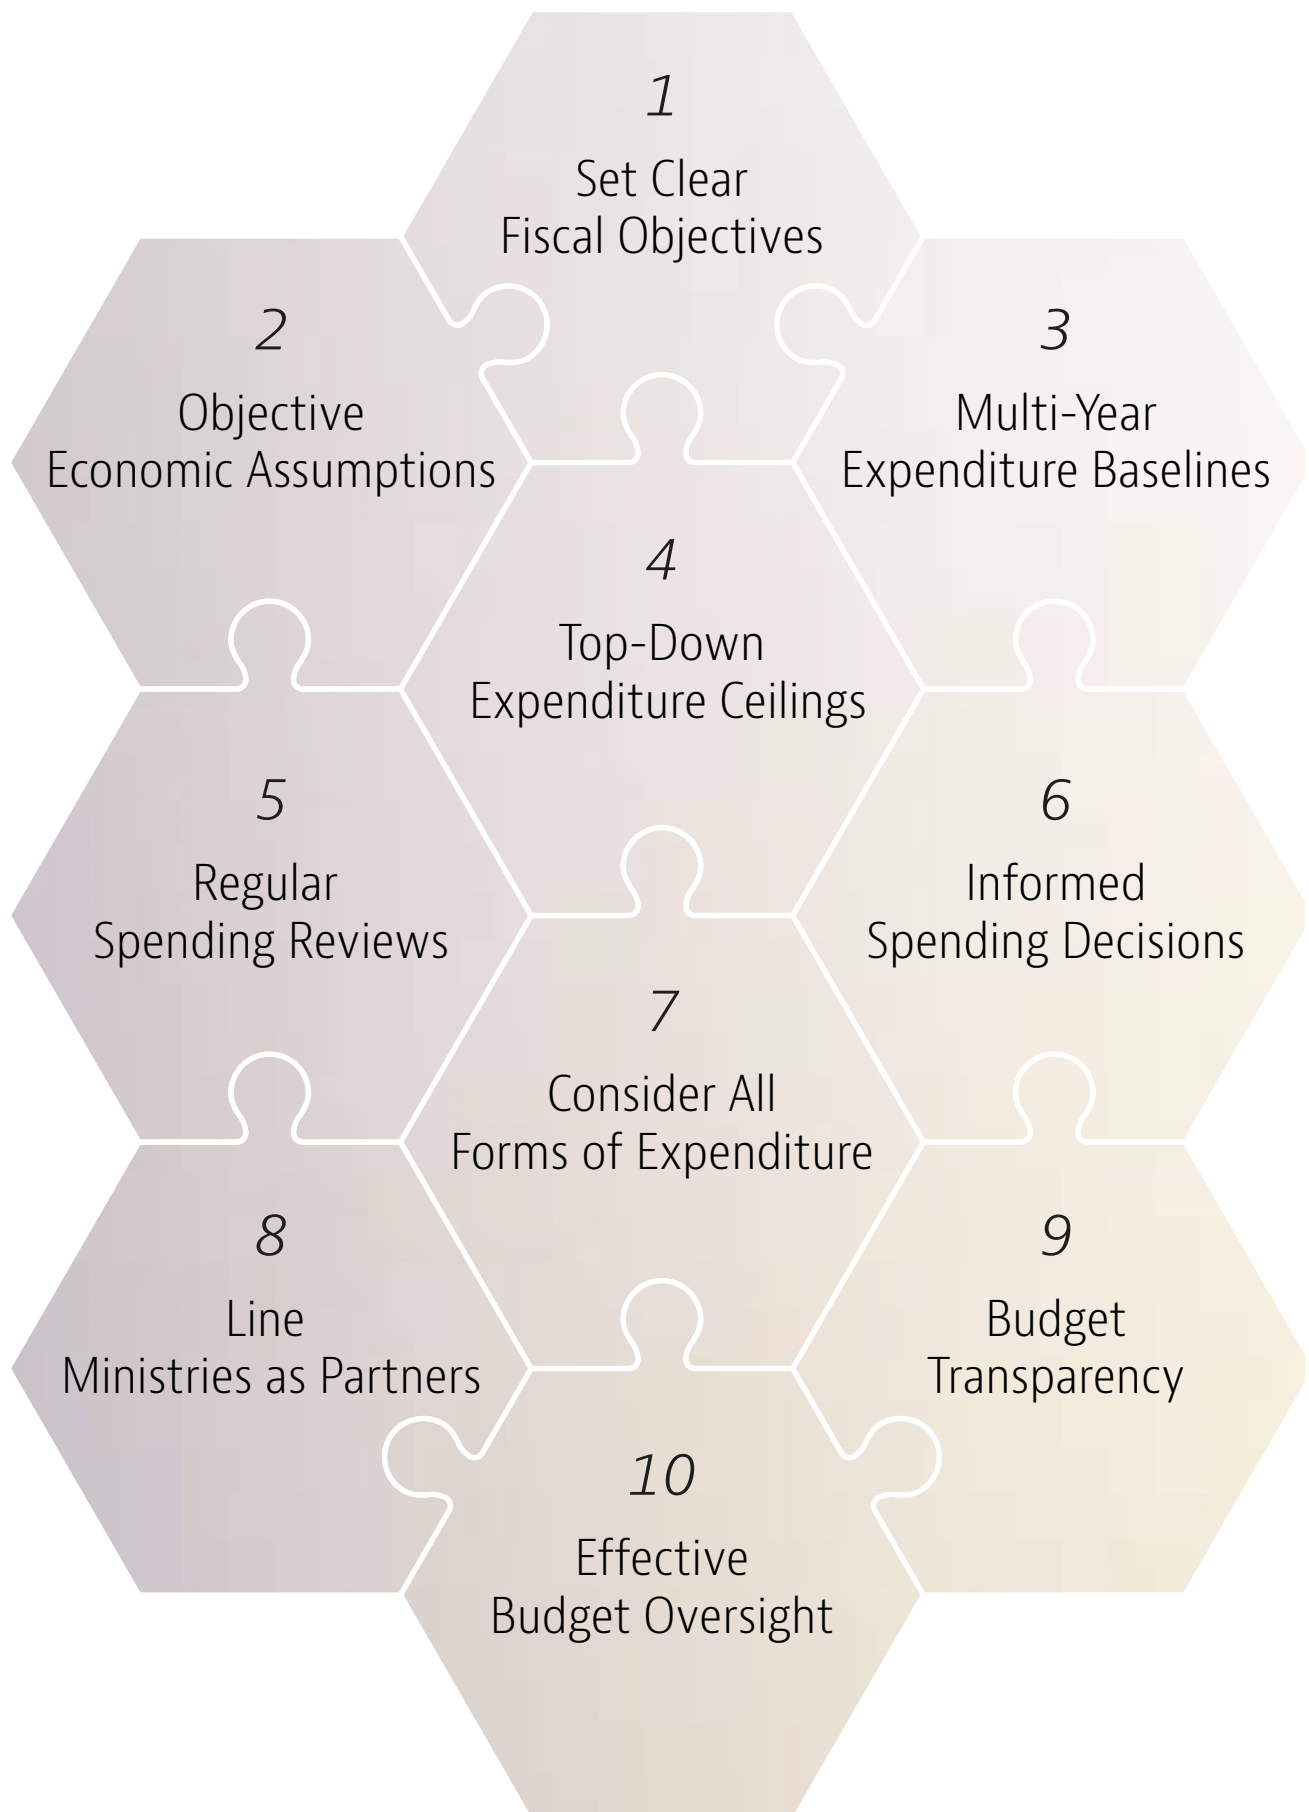 1
Set Clear
Fiscal Objectives
2
Objective
Economic Assumptions
3
Multi-Year
Expenditure Baselines
4
Top-Down
Expenditure Ceilings
5
Regular
Spending Reviews
6
Informed
Spending Decisions
7
Consider All
Forms of Expenditure
8
Line
Ministries as Partners
9
Budget
Transparency
10
Effective
Budget Oversight